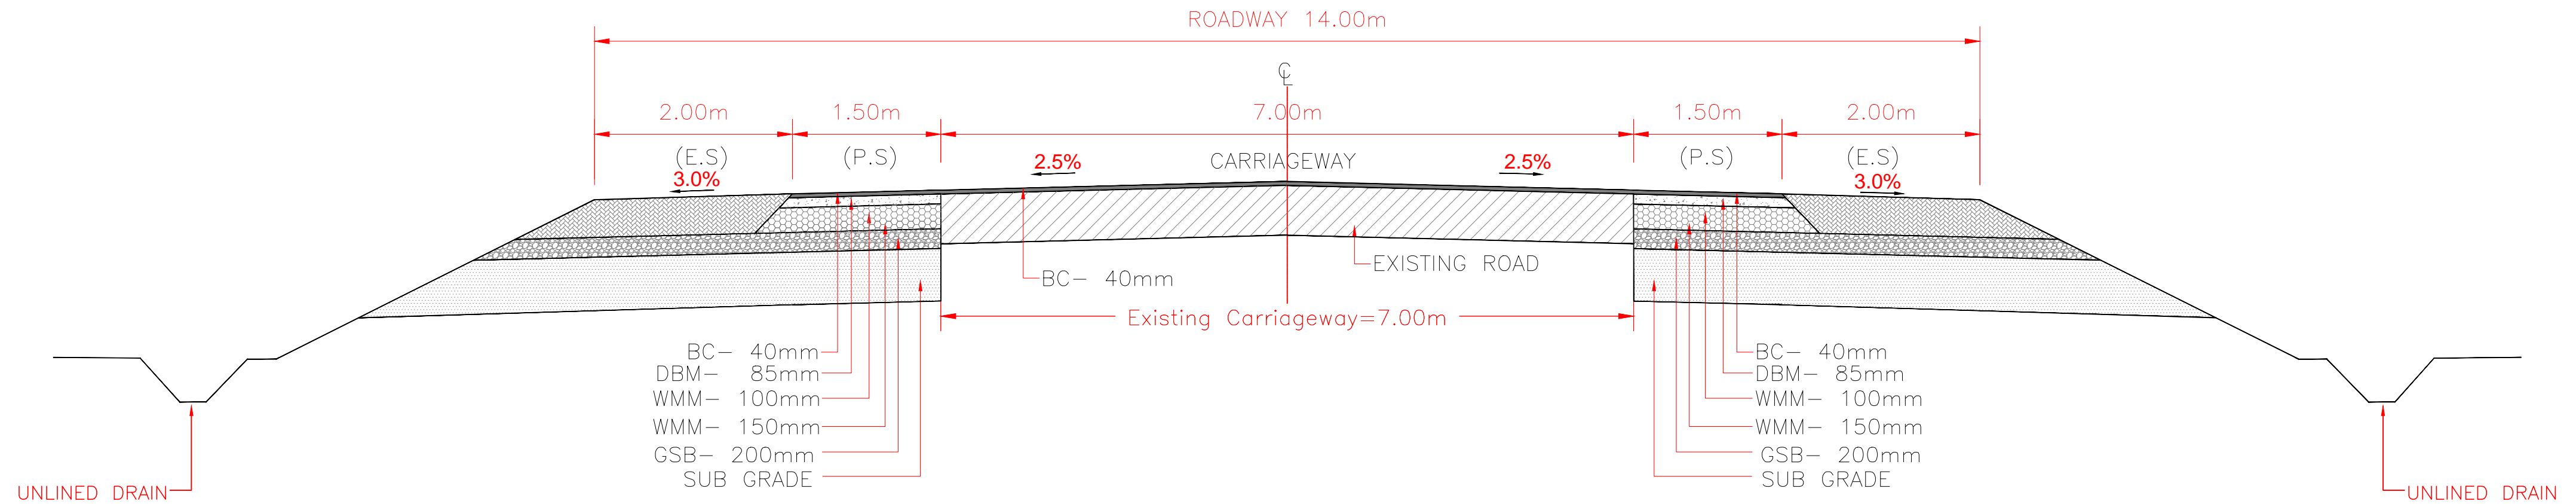 ROADWAY 14.00m
℄
2.00m 1.50m 7.00m 1.50m 2.00m
(E.S) (P.S) 2.5% CARRIAGEWAY 2.5% (P.S) (E.S)
3.0% 3.0%
EXISTING ROAD
BC- 40mm
Existing Carriageway=7.00m
BC- 40mm BC- 40mm
DBM- 85mm DBM- 85mm
WMM- 100mm WMM- 100mm
WMM- 150mm WMM- 150mm
GSB- 200mm GSB- 200mm
SUB GRADE SUB GRADE
UNLINED DRAIN UNLINED DRAIN